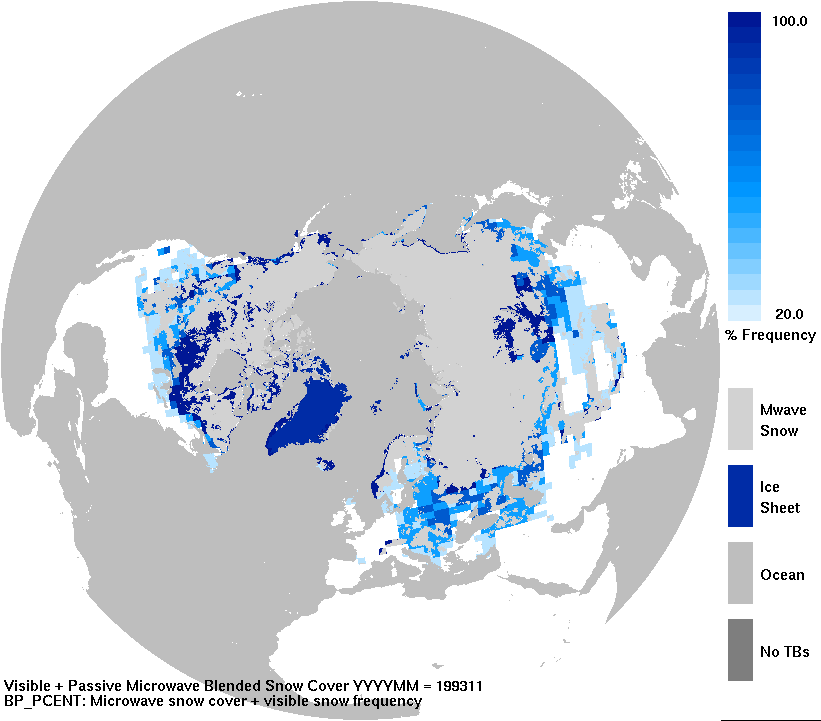 100.0
20.0
% Frequency
Mwave
Snow
Ice
Sheet
Ocean
No TBs
Visible + Passive Microwave Blended Snow Cover YYYYMM = 199311
BP_PCENT: Microwave snow cover + visible snow frequency